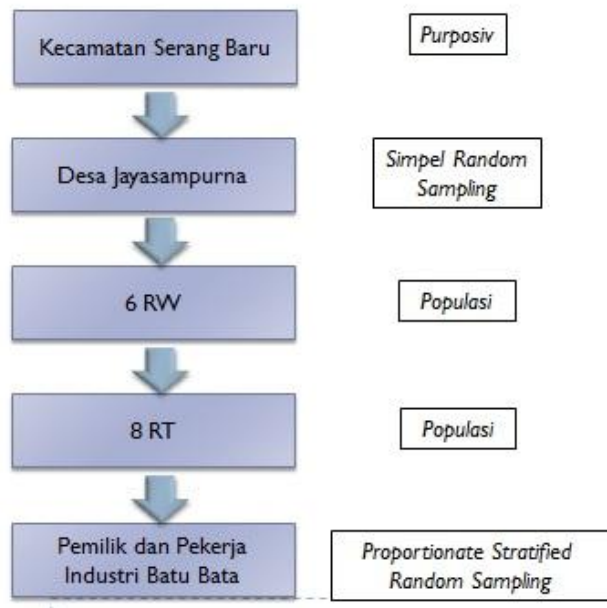 Kecamatan Serang Baru
Purposiv
Desa Jayasampurna
Simpel Random
Sampling
6 RW
Populasi
8 RT
Populasi
Pemilik dan Pekerja
Industri Batu Bata
Proportionate Stratified
Random Sampling